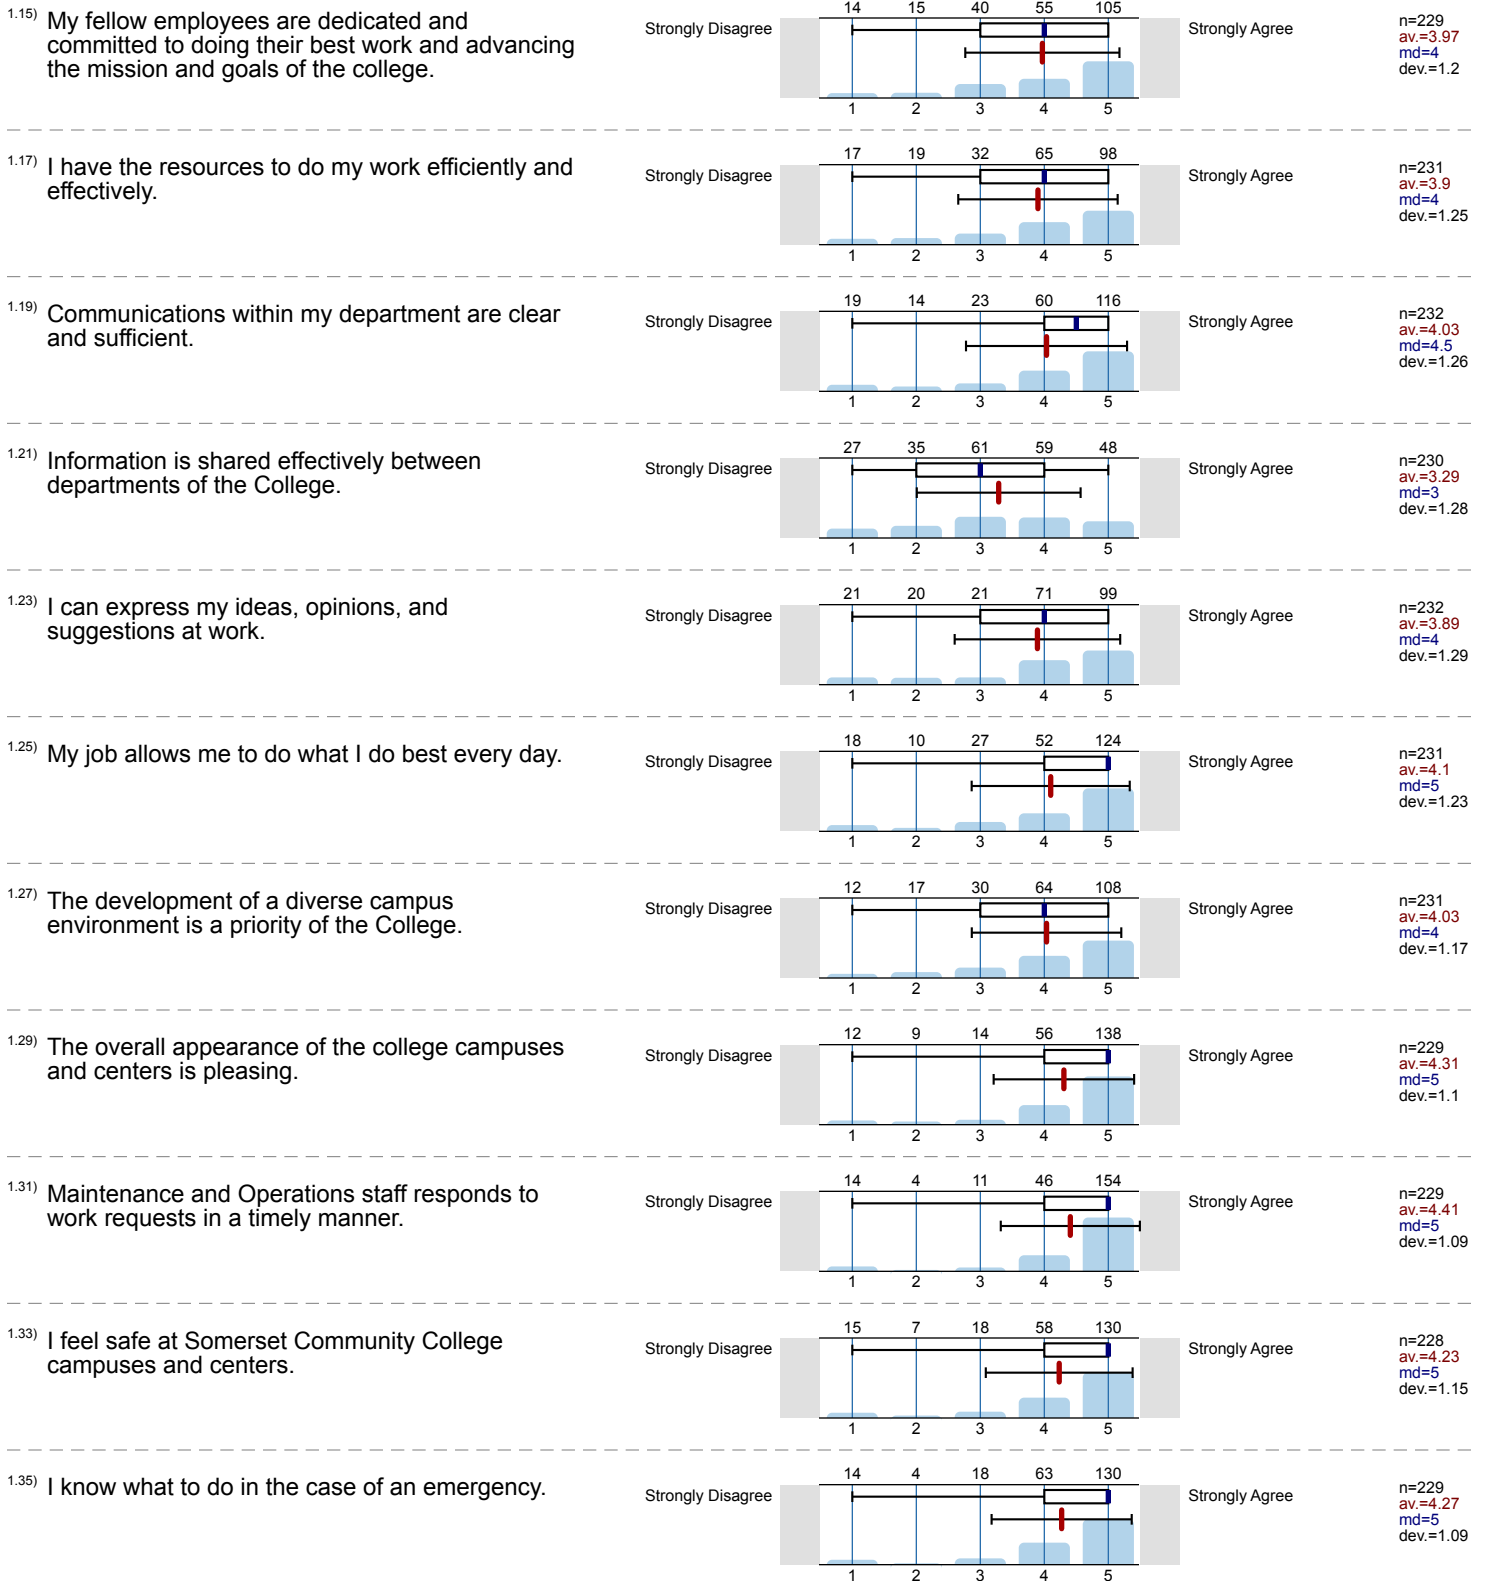 1.15) My fellow employees are dedicated and
committed to doing their best work and advancing
the mission and goals of the college.
Strongly Disagree
14 15 40 55 105
1 2 3 4 5
Strongly Agree
n=229
av.=3.97
md=4
dev.=1.2
1.17) I have the resources to do my work efficiently and
effectively.
Strongly Disagree
17 19 32 65 98
1 2 3 4 5
Strongly Agree
n=231
av.=3.9
md=4
dev.=1.25
1.19) Communications within my department are clear
and sufficient.
Strongly Disagree
19 14 23 60 116
1 2 3 4 5
Strongly Agree
n=232
av.=4.03
md=4.5
dev.=1.26
1.21) Information is shared effectively between
departments of the College.
Strongly Disagree
27 35 61 59 48
1 2 3 4 5
Strongly Agree
n=230
av.=3.29
md=3
dev.=1.28
1.23) I can express my ideas, opinions, and
suggestions at work.
Strongly Disagree
21 20 21 71 99
1 2 3 4 5
Strongly Agree
n=232
av.=3.89
md=4
dev.=1.29
1.25) My job allows me to do what I do best every day.
Strongly Disagree
18 10 27 52 124
1 2 3 4 5
Strongly Agree
n=231
av.=4.1
md=5
dev.=1.23
1.27) The development of a diverse campus
environment is a priority of the College.
Strongly Disagree
12 17 30 64 108
1 2 3 4 5
Strongly Agree
n=231
av.=4.03
md=4
dev.=1.17
1.29) The overall appearance of the college campuses
and centers is pleasing.
Strongly Disagree
12 9 14 56 138
1 2 3 4 5
Strongly Agree
n=229
av.=4.31
md=5
dev.=1.1
1.31) Maintenance and Operations staff responds to
work requests in a timely manner.
Strongly Disagree
14 4 11 46 154
1 2 3 4 5
Strongly Agree
n=229
av.=4.41
md=5
dev.=1.09
1.33) I feel safe at Somerset Community College
campuses and centers.
Strongly Disagree
15 7 18 58 130
1 2 3 4 5
Strongly Agree
n=228
av.=4.23
md=5
dev.=1.15
1.35) I know what to do in the case of an emergency.
Strongly Disagree
14 4 18 63 130
1 2 3 4 5
Strongly Agree
n=229
av.=4.27
md=5
dev.=1.09